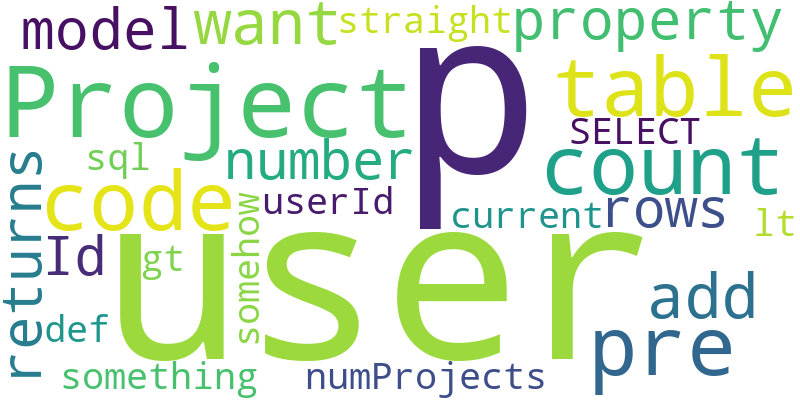 model want straight property
Project p table
SELECT
sql number count
code userId current rows lt
returns Id gt somehow user add
def pre
something numProjects